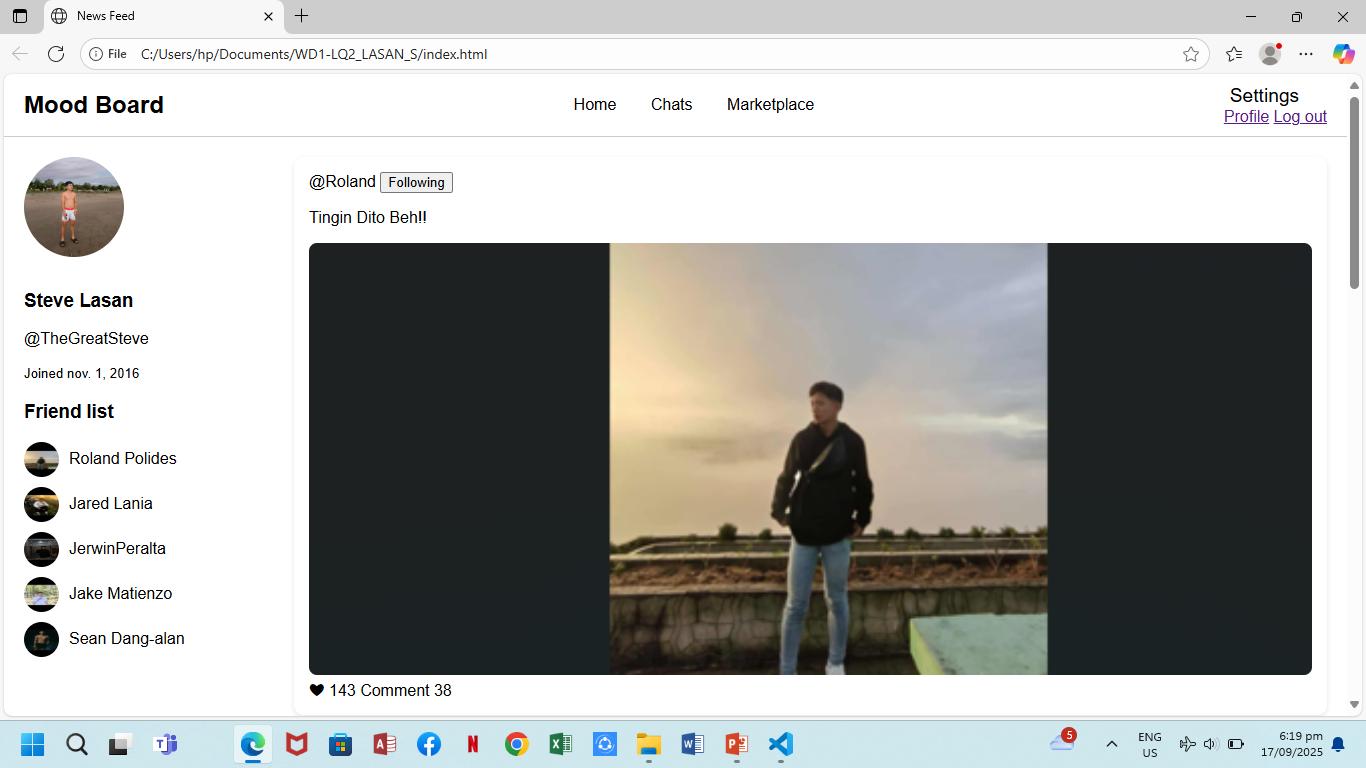 News Feed
File C:/Users/hp/Documents/WD1-LQ2_LASAN_S/index.html
Mood Board
Home Chats Marketplace
Settings
Profile Log out
Steve Lasan
@TheGreatSteve
Joined nov. 1, 2016
Friend list
Roland Polides
Jared Lania
JerwinPeralta
Jake Matienzo
Sean Dang-alan
@Roland Following
Tingin Dito Beh!!
143 Comment 38
5
ENG
US
6:19 pm
17/09/2025